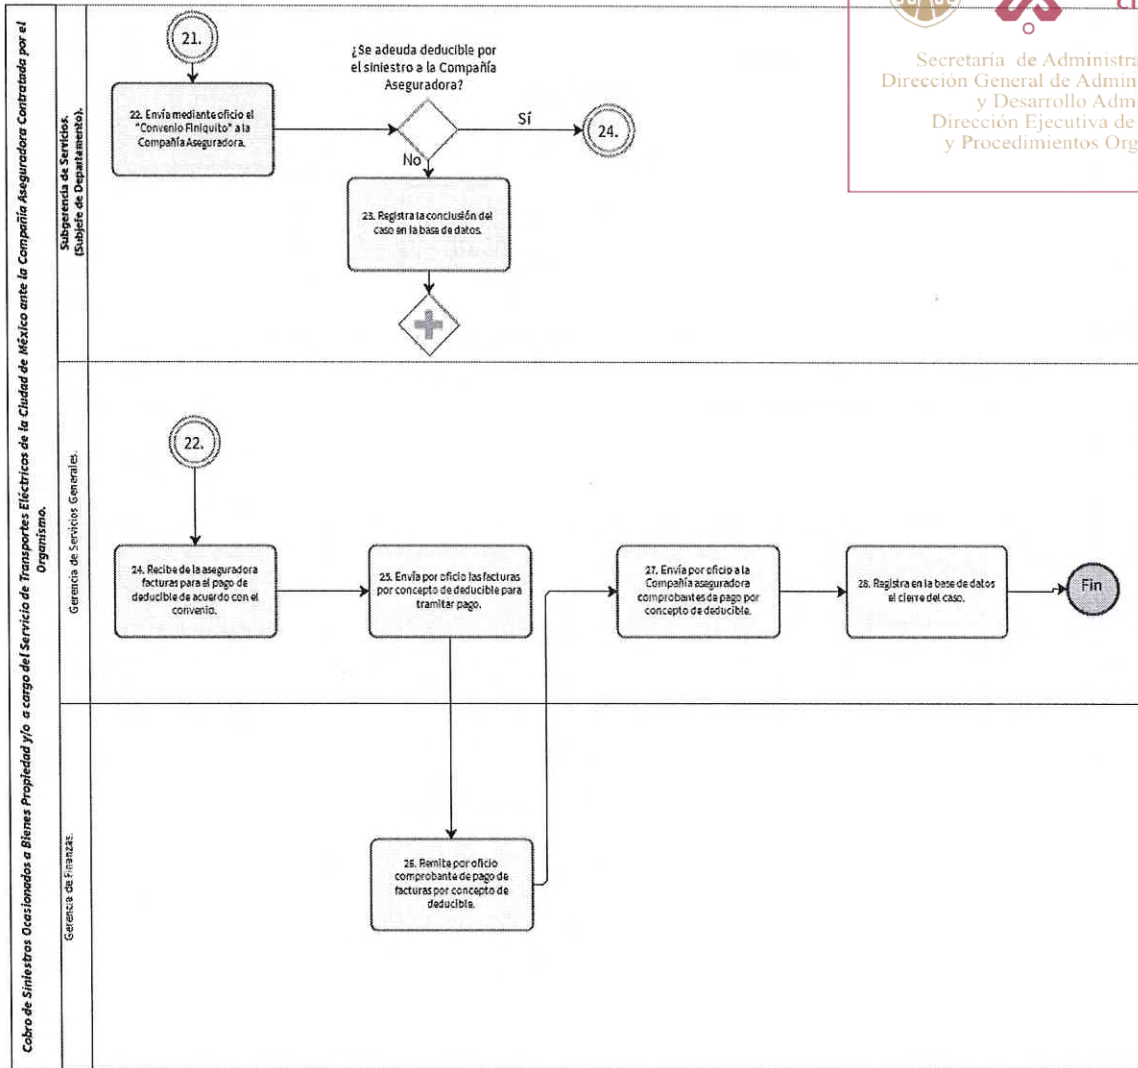 Cobro de Siniestros Ocasionados a Bienes Propiedad y/o a cargo del Servicio de Transportes Eléctricos de la Ciudad de México ante la Compañía Aseguradora Contratada por el
Organismo.
Subgerencia de Servicios.
(Subjefe de Departamento).
21.
22. Envía mediante oficio el
"Convenio Finiquito" a la
Compañía Aseguradora.
¿Se adeuda deducible por
el siniestro a la Compañía
Aseguradora?
Sí
24.
No
23. Registra la conclusión del
caso en la base de datos.
Secretaría de Administra
Dirección General de Admin
y Desarrollo Adm
Dirección Ejecutiva de
y Procedimientos Org
Gerencia de Servicios Generales.
22.
24. Recibe de la aseguradora
facturas para el pago de
deducible de acuerdo con el
convenio.
25. Envía por oficio las facturas
por concepto de deducible para
tramitar pago.
27. Envía por oficio a la
Compañía aseguradora
comprobantes de pago por
concepto de deducible.
28. Registra en la base de datos
el cierre del caso.
Fin
Gerencia de Finanzas.
26. Remite por oficio
comprobante de pago de
facturas por concepto de
deducible.